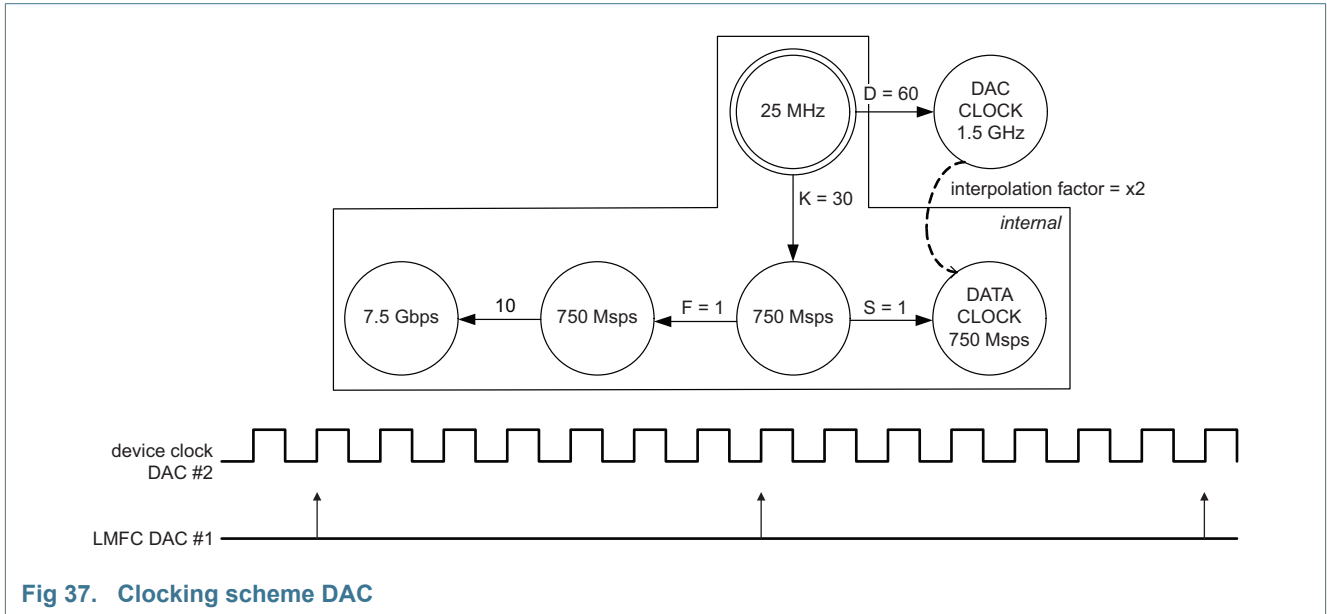 25 MHz
D = 60
DAC
CLOCK
1.5 GHz
interpolation factor = x2
K = 30
internal
7.5 Gbps
10
750 Msps
F = 1
750 Msps
S = 1
DATA
CLOCK
750 Msps
device clock
DAC #2
LMFC DAC #1
Fig 37. Clocking scheme DAC